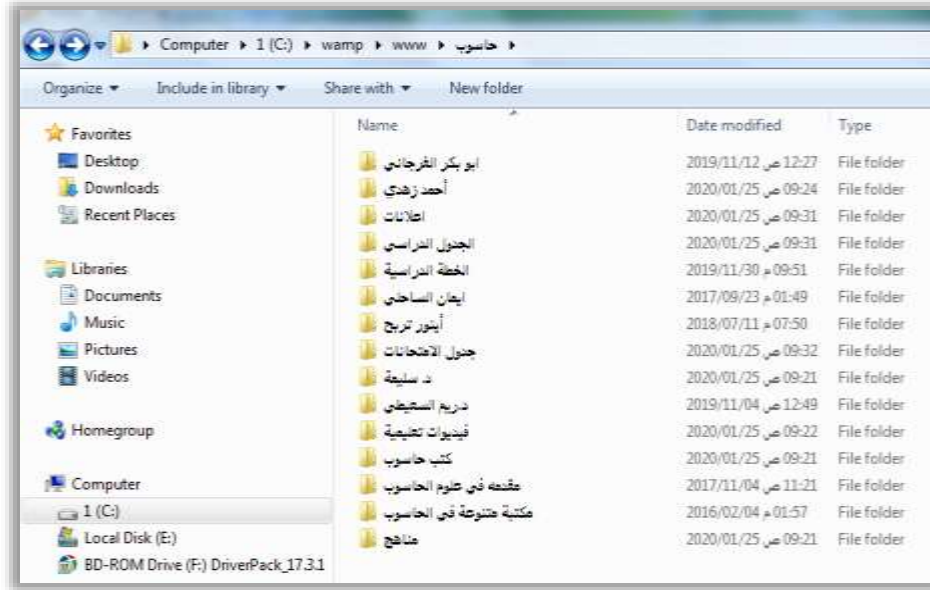 Computer 1 (C:) wamp www حاسوب
Organize Include in library Share with New folder
Favorites
Desktop
Downloads
Recent Places
Libraries
Documents
Music
Pictures
Videos
Homegroup
Computer
1 (C:)
Local Disk (E:)
BD-ROM Drive (F:) DriverPack_17.3.1
Name Date modified Type
ابو بكر الفرجاني 2019/11/12 ص 12:27 File folder
أحمد زهدي 2020/01/25 ص 09:24 File folder
اعلانات 2020/01/25 ص 09:31 File folder
الجدول الدراسي 2020/01/25 ص 09:31 File folder
الخطة الدراسية 2019/11/30 م 09:51 File folder
ايمان الساحلي 2017/09/23 م 01:49 File folder
أينور تربح 2018/07/11 م 07:50 File folder
جدول الامتحانات 2020/01/25 ص 09:32 File folder
د. سليمة 2020/01/25 ص 09:21 File folder
د.ريم السعيطي 2019/11/04 ص 12:49 File folder
فيديوات تعليمية 2020/01/25 ص 09:22 File folder
كتب حاسوب 2020/01/25 ص 09:21 File folder
مقدمه في علوم الحاسوب 2017/11/04 ص 11:21 File folder
مكتبة متنوعة في الحاسوب 2016/02/04 م 01:57 File folder
مناهج 2020/01/25 ص 09:21 File folder